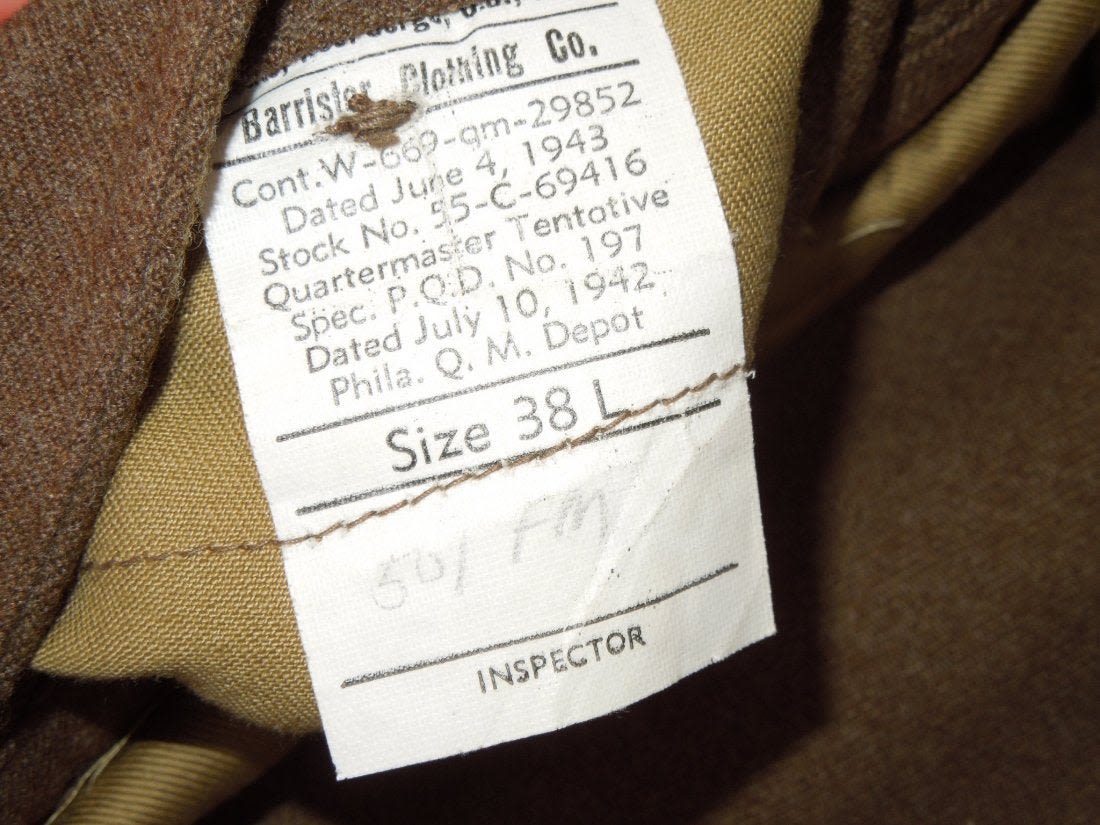 Barrister Clothing Co.
Cont.W-669-qm-29852
Dated June 4, 1943
Stock No. 55-C-69416
Quartermaster Tentative
Spec. P.Q.D. No. 197
Dated July 10, 1942
Phila. Q. M. Depot
Size 38 L
INSPECTOR